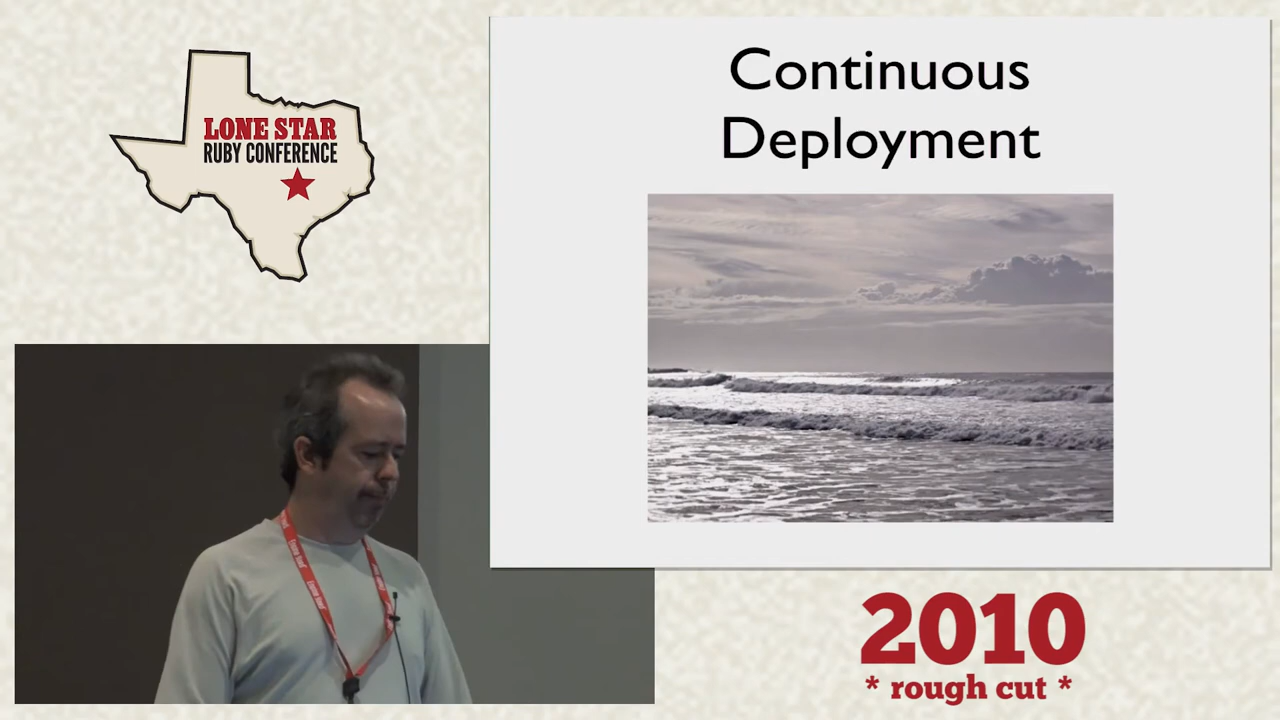 LONE STAR
RUBY CONFERENCE
Continuous
Deployment
2010
* rough cut *